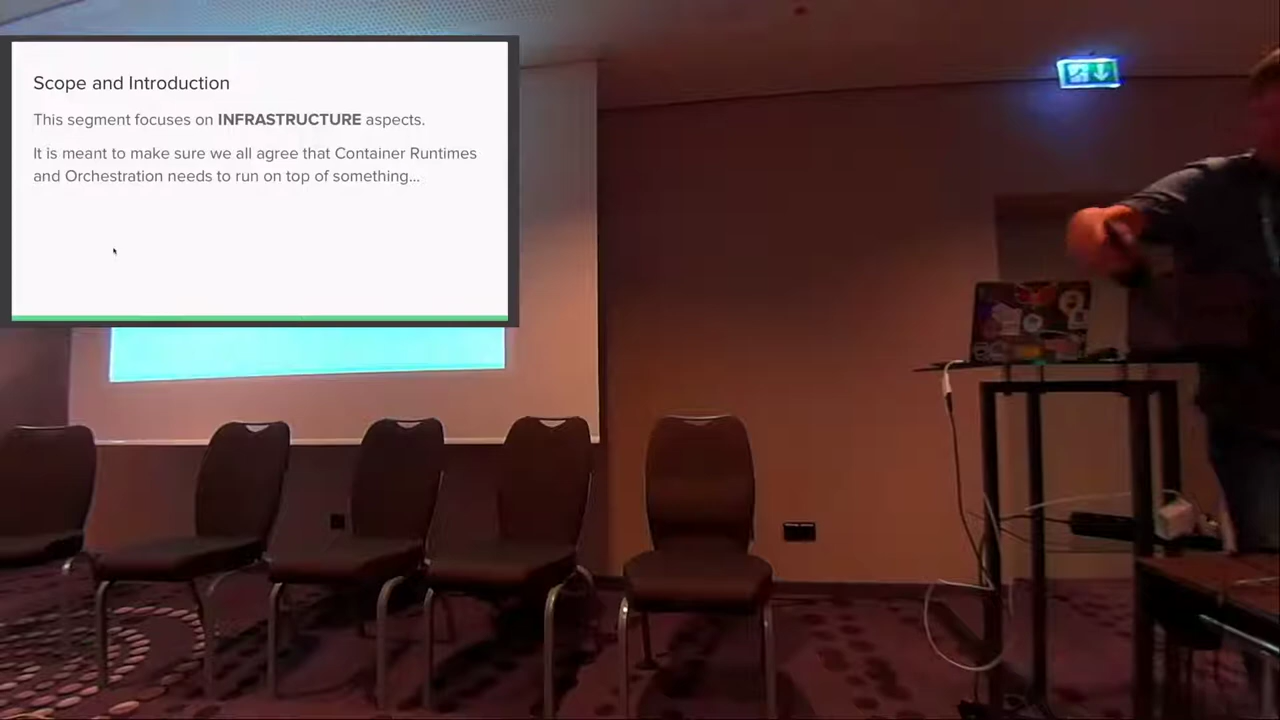 Scope and Introduction
This segment focuses on INFRASTRUCTURE aspects.
It is meant to make sure we all agree that Container Runtimes
and Orchestration needs to run on top of something...